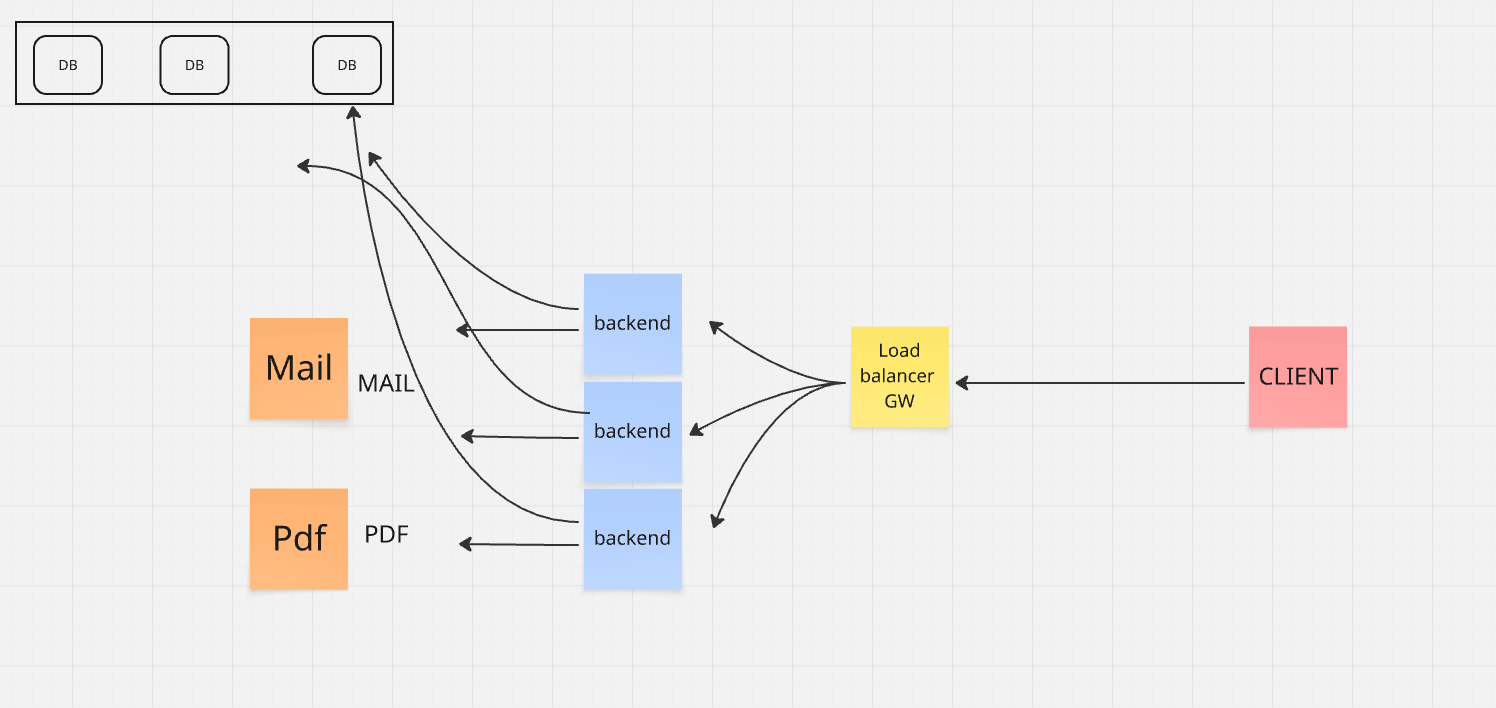 DB
DB
DB
backend
Mail
MAIL
backend
Load
balancer
GW
CLIENT
Pdf
PDF
backend